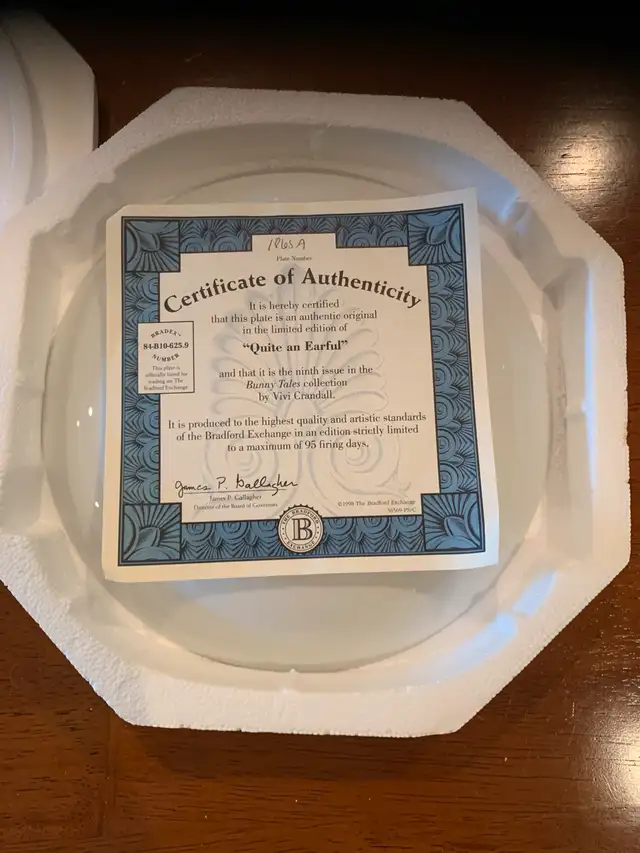 1865A
Plate Number
Certificate of Authenticity
It is hereby certified
that this plate is an authentic original
in the limited edition of
"Quite an Earful"
and that it is the ninth issue in the
Bunny Tales collection
by Vivi Crandall.
BRADEX™
84-B10-625.9
NUMBER
This plate is
officially listed for
trading on The
Bradford Exchange
It is produced to the highest quality and artistic standards
of the Bradford Exchange in an edition strictly limited
to a maximum of 95 firing days.
James P. Gallagher
James P. Gallagher
Director of the Board of Governors
©1998 The Bradford Exchange
THE BRADFORD
B
EXCHANGE